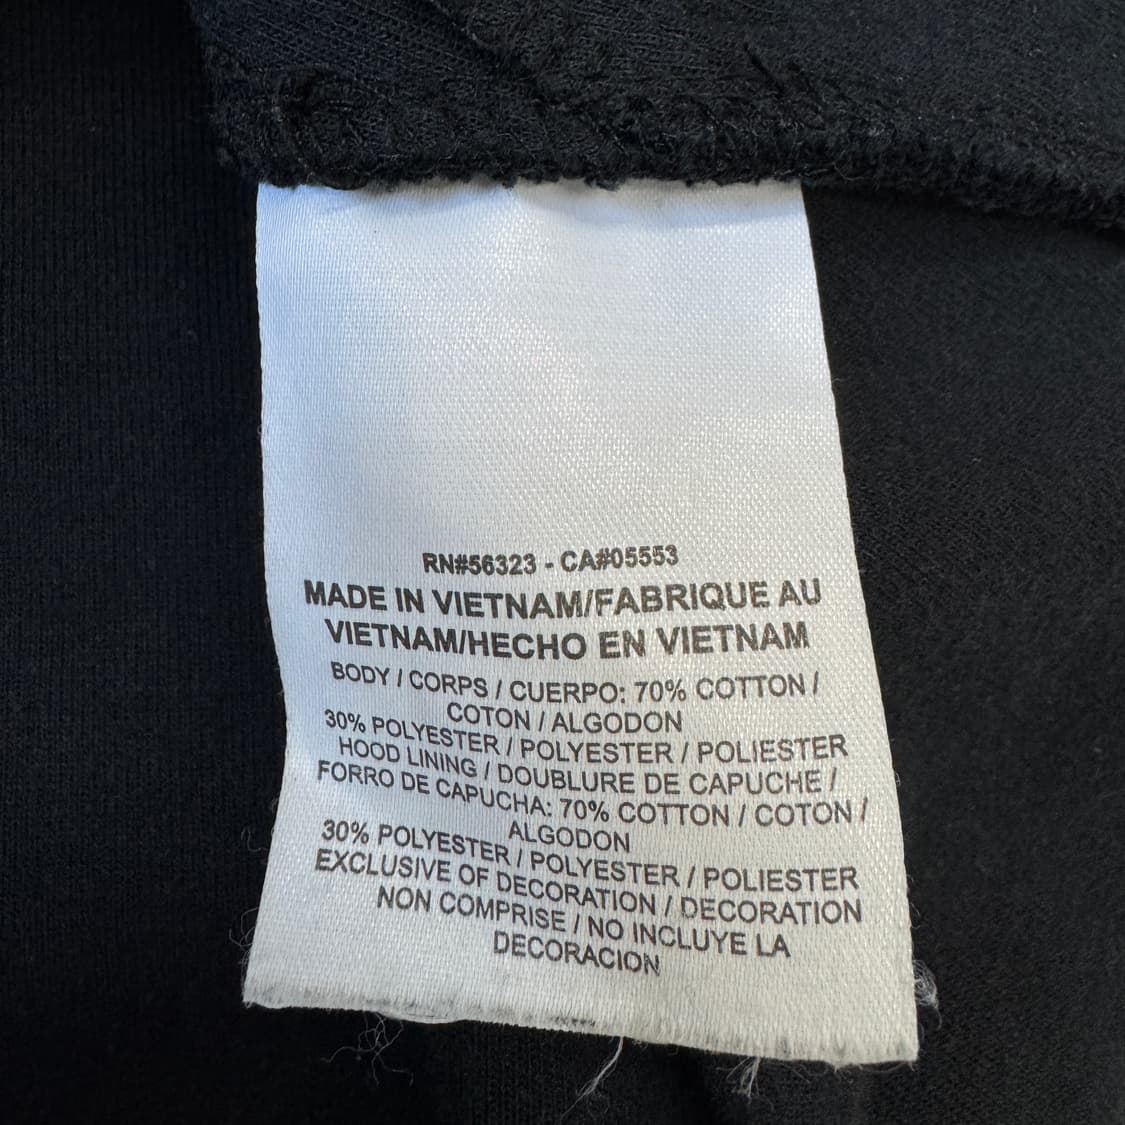 RN#56323 - CA#05553
MADE IN VIETNAM/FABRIQUE AU
VIETNAM/HECHO EN VIETNAM
BODY / CORPS / CUERPO: 70% COTTON /
COTON / ALGODON
30% POLYESTER / POLYESTER / POLIESTER
HOOD LINING / DOUBLURE DE CAPUCHE /
FORRO DE CAPUCHA: 70% COTTON / COTON /
ALGODON
30% POLYESTER / POLYESTER / POLIESTER
EXCLUSIVE OF DECORATION / DECORATION
NON COMPRISE / NO INCLUYE LA
DECORACION